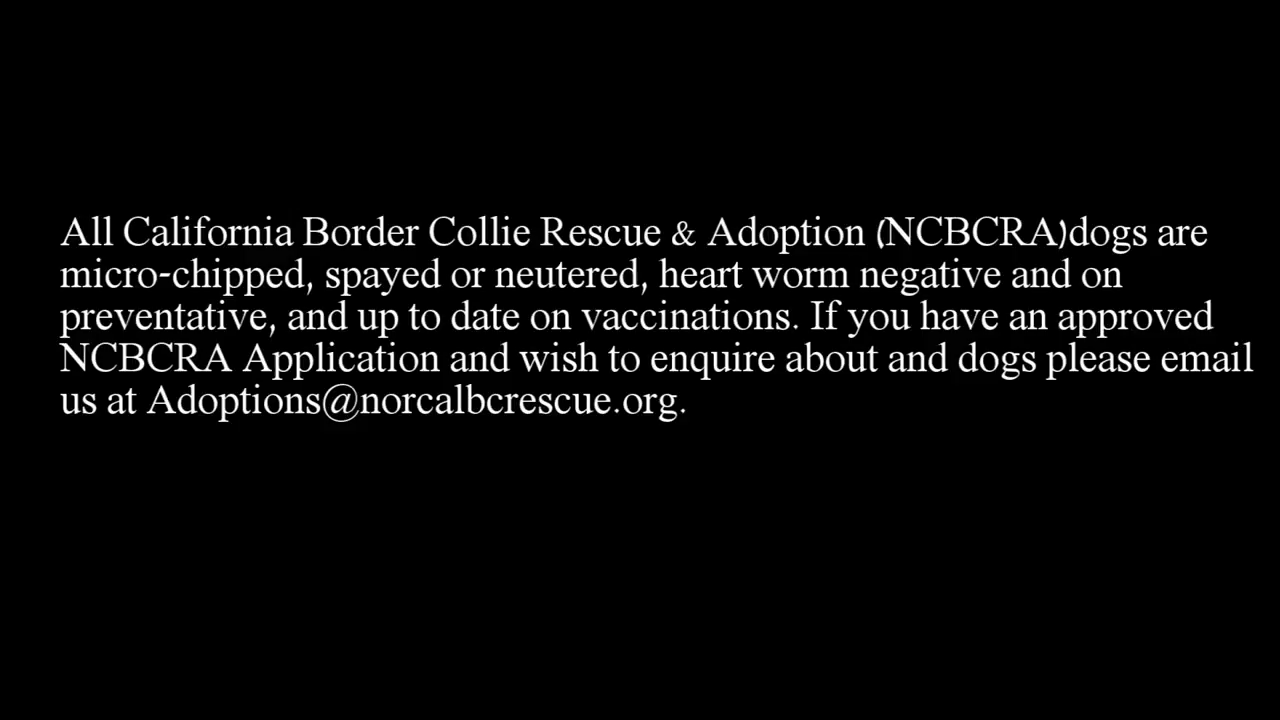 All California Border Collie Rescue & Adoption (NCBCRA)dogs are
micro-chipped, spayed or neutered, heart worm negative and on
preventative, and up to date on vaccinations. If you have an approved
NCBCRA Application and wish to enquire about and dogs please email
us at Adoptions@norcalbcrescue.org.